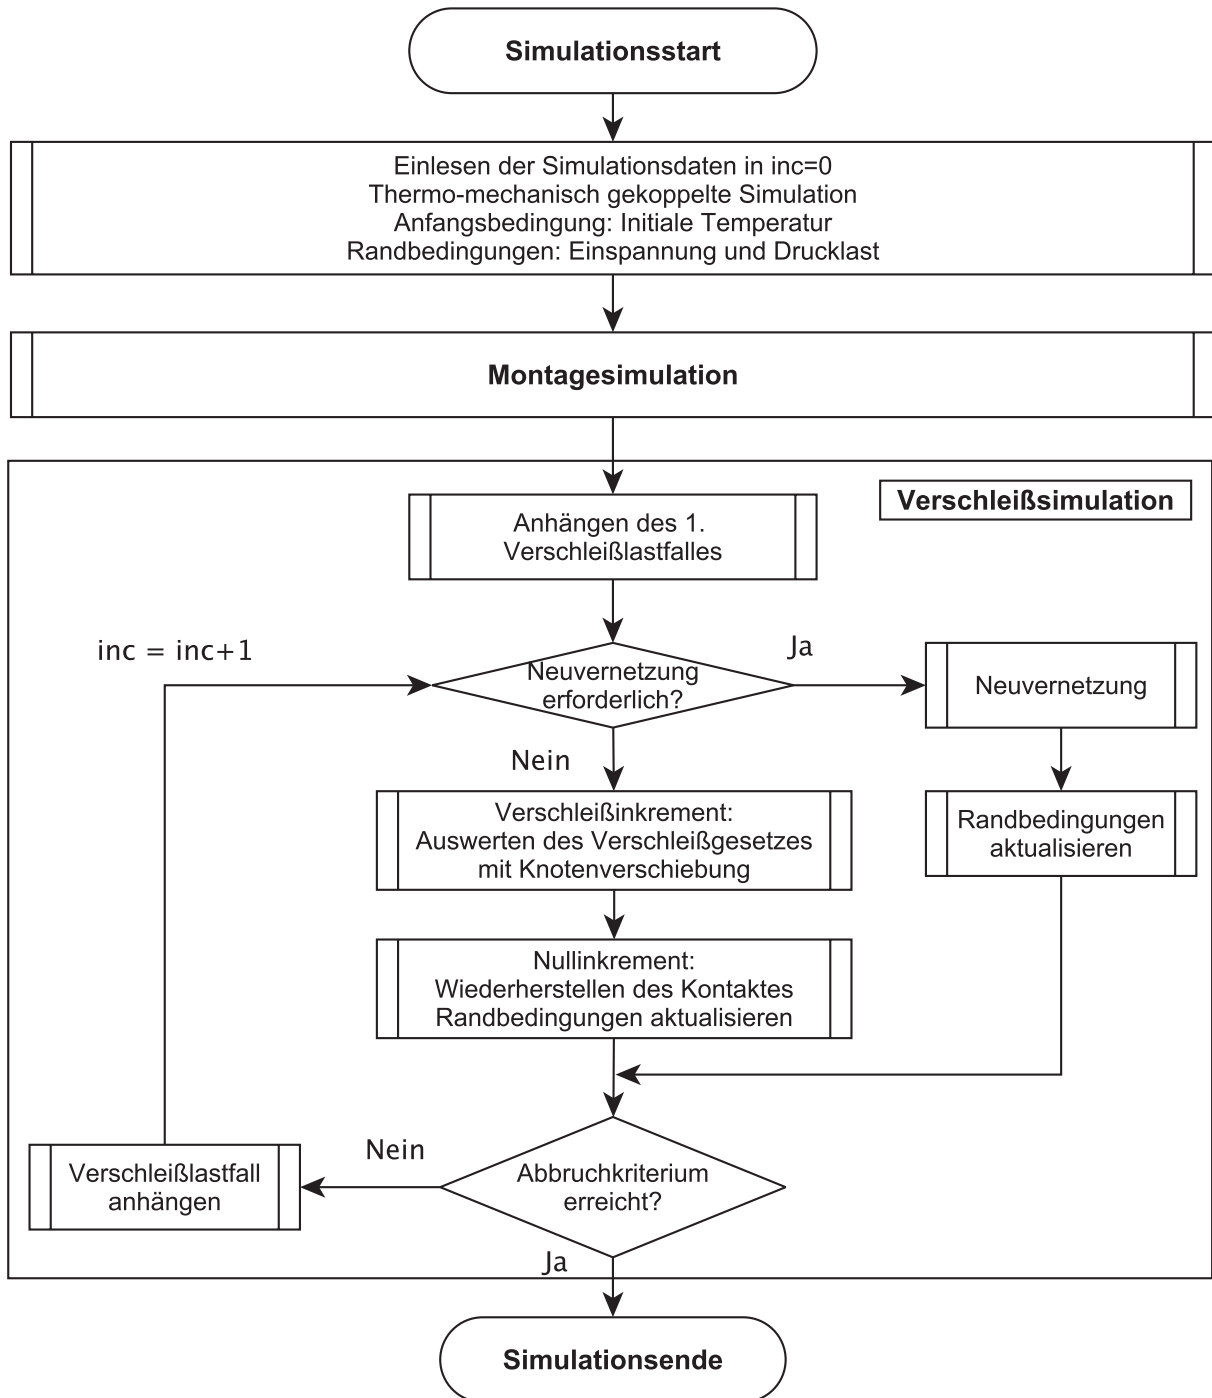 Simulationsstart
Einlesen der Simulationsdaten in inc=0
Thermo-mechanisch gekoppelte Simulation
Anfangsbedingung: Initiale Temperatur
Randbedingungen: Einspannung und Drucklast
Montagesimulation
Verschleißsimulation
Anhängen des 1.
Verschleißlastfalles
inc = inc+1
Neuvernetzung
erforderlich?
Ja
Neuvernetzung
Nein
Verschleißinkrement:
Auswerten des Verschleißgesetzes
mit Knotenverschiebung
Randbedingungen
aktualisieren
Nullinkrement:
Wiederherstellen des Kontaktes
Randbedingungen aktualisieren
Abbruchkriterium
erreicht?
Nein
Verschleißlastfall
anhängen
Ja
Simulationsende